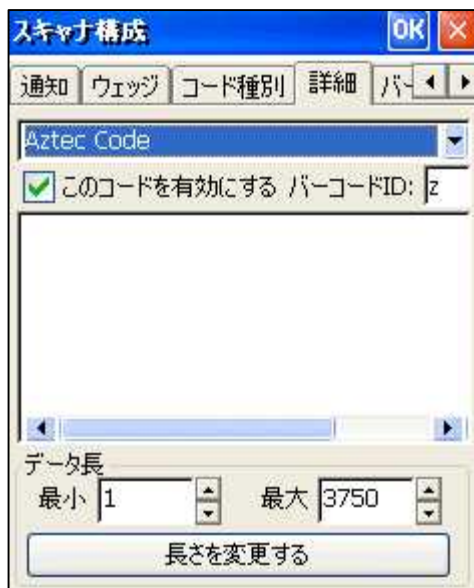 スキャナ構成 OK
通知 ウェッジ コード種別 詳細 バー
Aztec Code
このコードを有効にする バーコードID: z
データ長
最小 1 最大 3750
長さを変更する